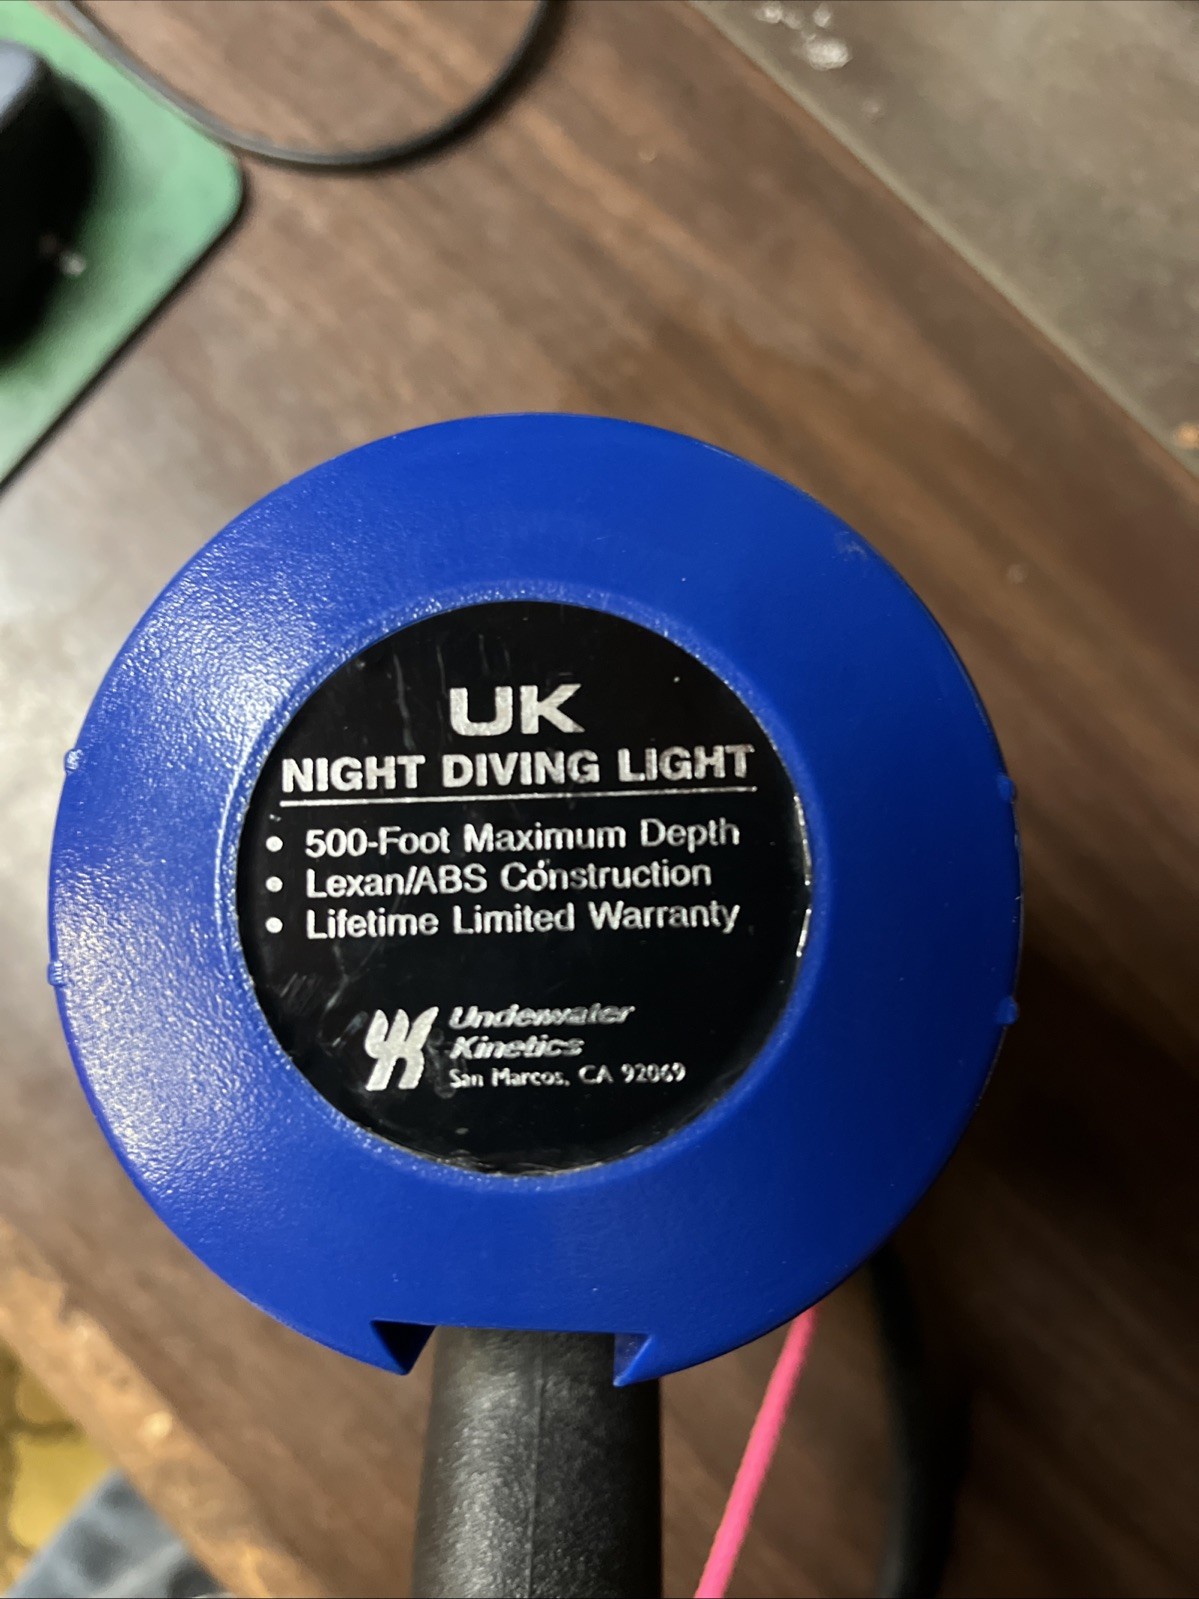 UK
NIGHT DIVING LIGHT
• 500-Foot Maximum Depth
• Lexan/ABS Construction
• Lifetime Limited Warranty
Underwater
Kinetics
San Marcos, CA 92069